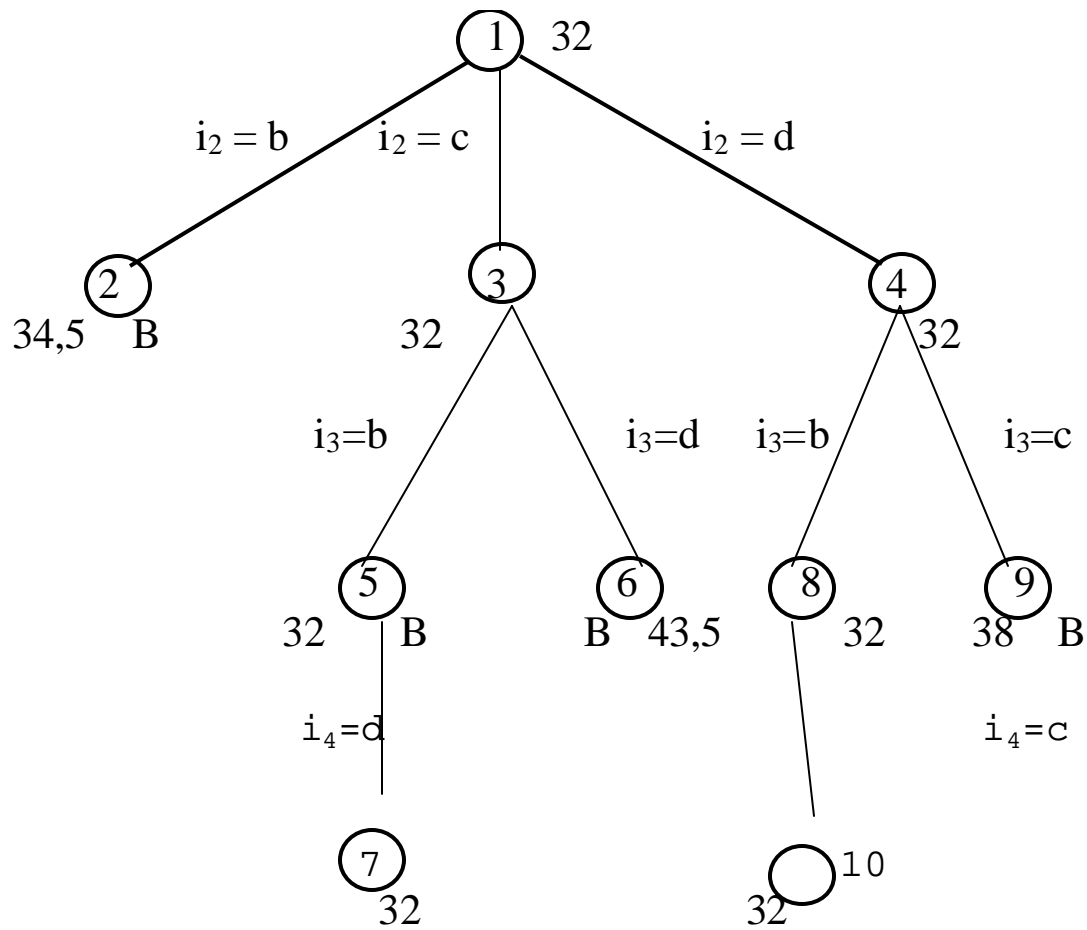 1 32
i₂ = b i₂ = c i₂ = d
2 3 4
34,5 B 32 32
i₃=b i₃=d i₃=b i₃=c
5 6 8 9
32 B B 43,5 32 38 B
i₄=d i₄=c
7 10
32 32